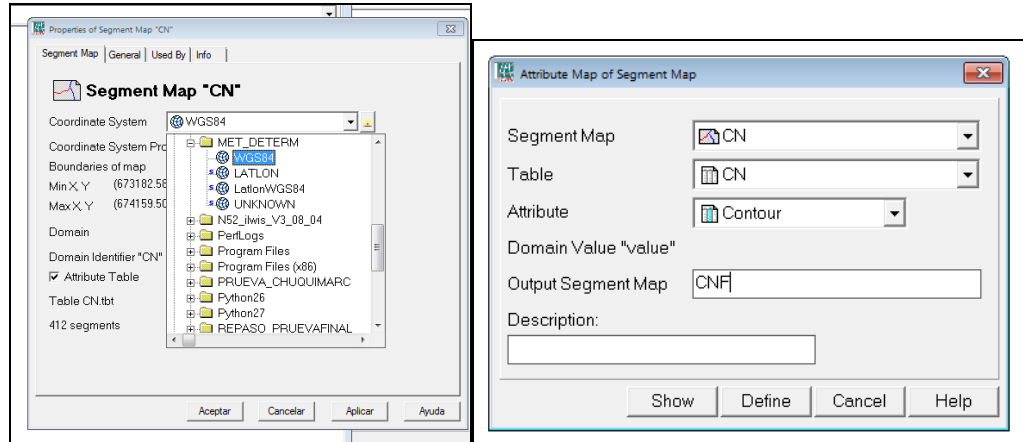 Properties of Segment Map "CN"
Segment Map General Used By Info
Segment Map "CN"
Coordinate System WGS84
Coordinate System Pro
Boundaries of map
Min X, Y (673182.56
Max X, Y (674159.50
Domain
Domain Identifier "CN"
Attribute Table
Table CN.tbt
412 segments
MET_DETERM
WGS84
LATLON
LatlonWGS84
UNKNOWN
N52_ilwis_V3_08_04
PerfLogs
Program Files
Program Files (x86)
PRUEVA_CHUQUIMARC
Python26
Python27
REPASO_PRUEVAFINAL
Aceptar Cancelar Aplicar Ayuda
Attribute Map of Segment Map
Segment Map CN
Table CN
Attribute Contour
Domain Value "value"
Output Segment Map CNF
Description:
Show Define Cancel Help